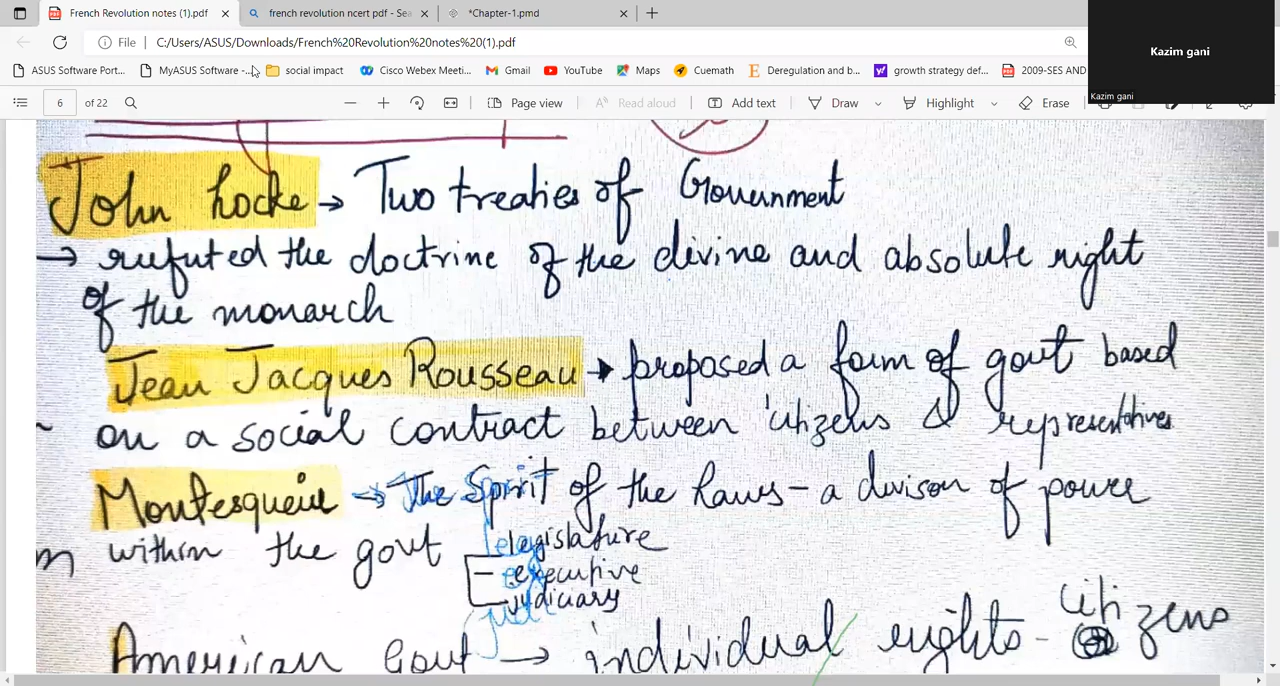 French Revolution notes (1).pdf
french revolution ncert pdf - Sea
*Chapter-1.pmd
File
C:/Users/ASUS/Downloads/French%20Revolution%20notes%20(1).pdf
Kazim gani
Kazim gani
ASUS Software Port...
MyASUS Software -...
social impact
Cisco Webex Meeti...
Gmail
YouTube
Maps
Cuemath
Deregulation and b...
growth strategy def...
2009-SES AND
6 of 22
Page view
Read aloud
Add text
Draw
Highlight
Erase
John Locke → Two treaties of Government
→ refuted the doctrine of the divine and absolute right
of the monarch
Jean Jacques Rousseau → proposed a form of govt based
on a social contract between citizens & representatives
Montesqueiu → The Spirit of the Laws - a divison of power
within the govt
legislature
- executive
judiciary
American Govt → individual rights - citizens